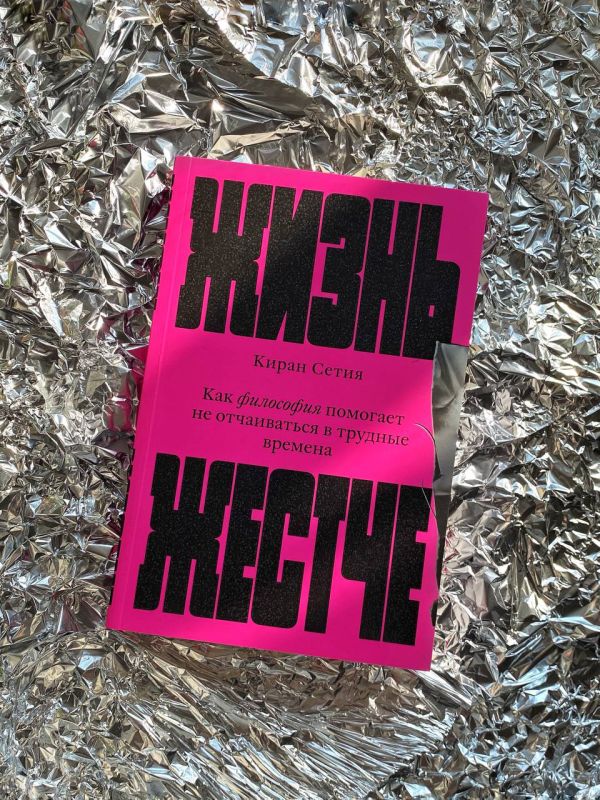 ЖИЗНЬ
Киран Сетия
Как философия помогает
не отчаиваться в трудные
времена
ЖЕСТЧЕ